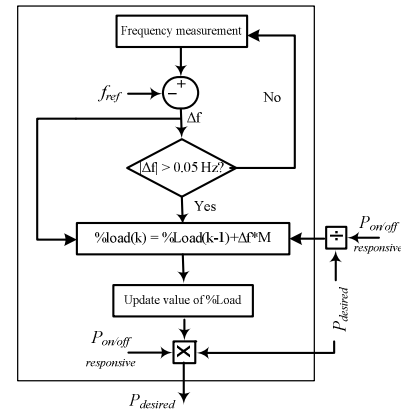 Frequency measurement
+
f_ref
−
Δf
No
|Δf| > 0.05 Hz?
Yes
%load(k) = %Load(k-1)+Δf*M
÷
P_on/off
responsive
Update value of %Load
P_desired
P_on/off
responsive
X
P_desired